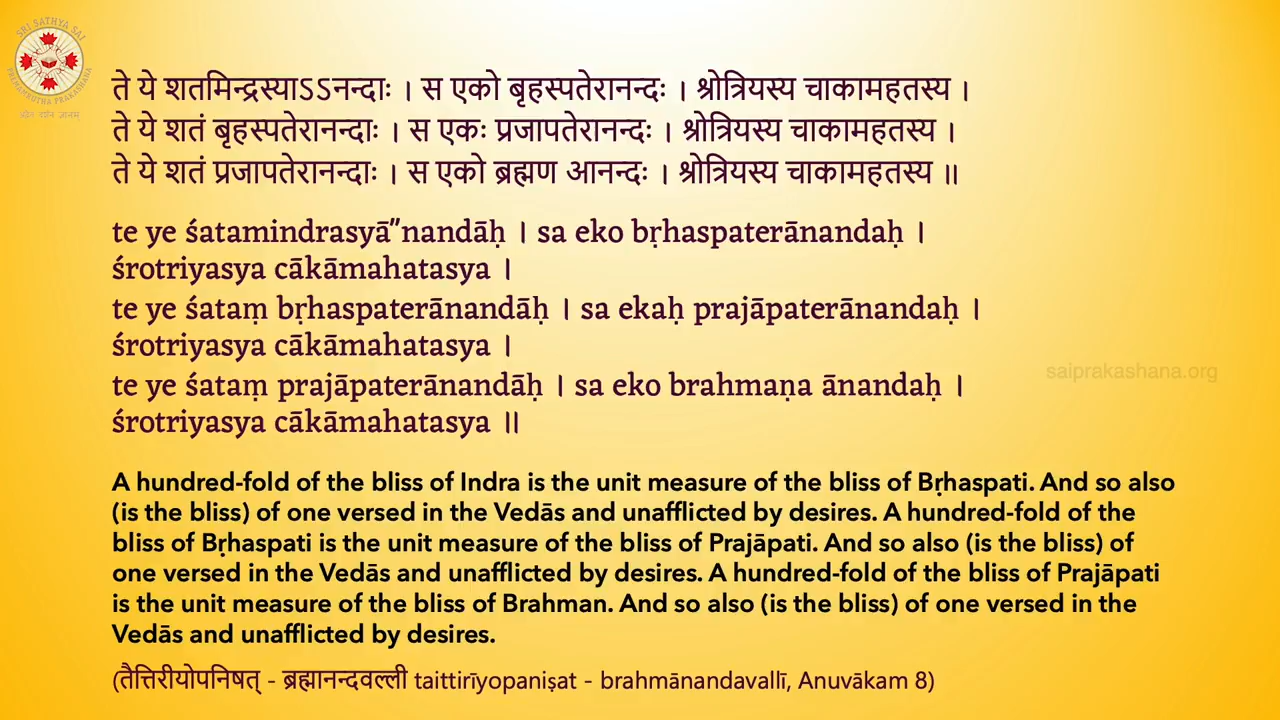 SRI SATHYA SAI
PREMAMRUTHA PRAKASHANA
ते ये शतमिन्द्रस्याऽऽनन्दाः । स एको बृहस्पतेरानन्दः । श्रोत्रियस्य चाकामहतस्य ।
ते ये शतं बृहस्पतेरानन्दाः । स एकः प्रजापतेरानन्दः । श्रोत्रियस्य चाकामहतस्य ।
ते ये शतं प्रजापतेरानन्दाः । स एको ब्रह्मण आनन्दः । श्रोत्रियस्य चाकामहतस्य ॥
te ye śatamindrasyā”nandāḥ । sa eko bṛhaspaterānandaḥ ।
śrotriyasya cākāmahatasya ।
te ye śataṃ bṛhaspaterānandāḥ । sa ekaḥ prajāpaterānandaḥ ।
śrotriyasya cākāmahatasya ।
te ye śataṃ prajāpaterānandāḥ । sa eko brahmaṇa ānandaḥ ।
śrotriyasya cākāmahatasya ॥
saiprakashana.org
A hundred-fold of the bliss of Indra is the unit measure of the bliss of Bṛhaspati. And so also
(is the bliss) of one versed in the Vedās and unafflicted by desires. A hundred-fold of the
bliss of Bṛhaspati is the unit measure of the bliss of Prajāpati. And so also (is the bliss) of
one versed in the Vedās and unafflicted by desires. A hundred-fold of the bliss of Prajāpati
is the unit measure of the bliss of Brahman. And so also (is the bliss) of one versed in the
Vedās and unafflicted by desires.
(तैत्तिरीयोपनिषत् - ब्रह्मानन्दवल्ली taittirīyopaniṣat - brahmānandavallī, Anuvākam 8)